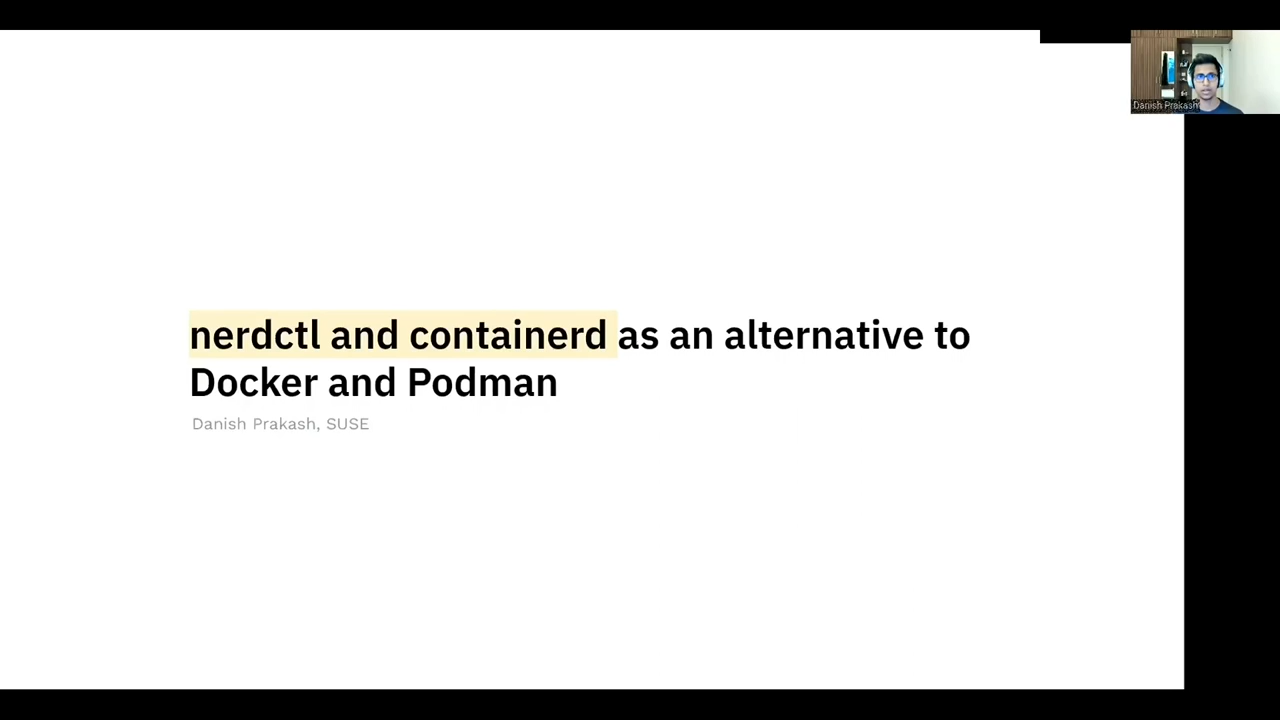 Danish Prakash
nerdctl and containerd as an alternative to
Docker and Podman
Danish Prakash, SUSE